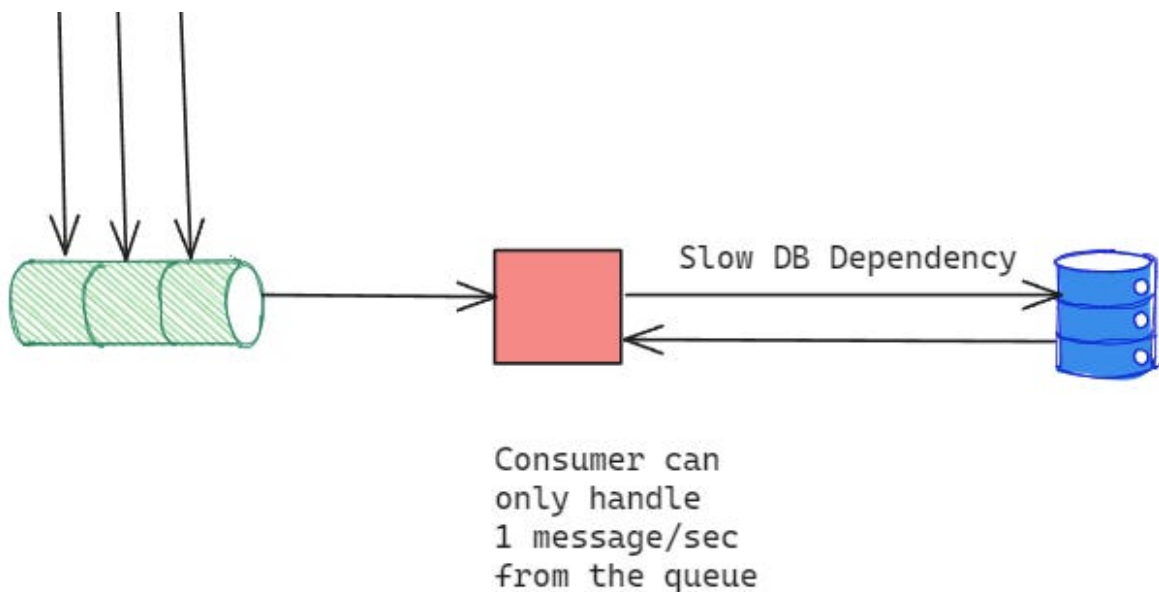 Slow DB Dependency
Consumer can
only handle
1 message/sec
from the queue